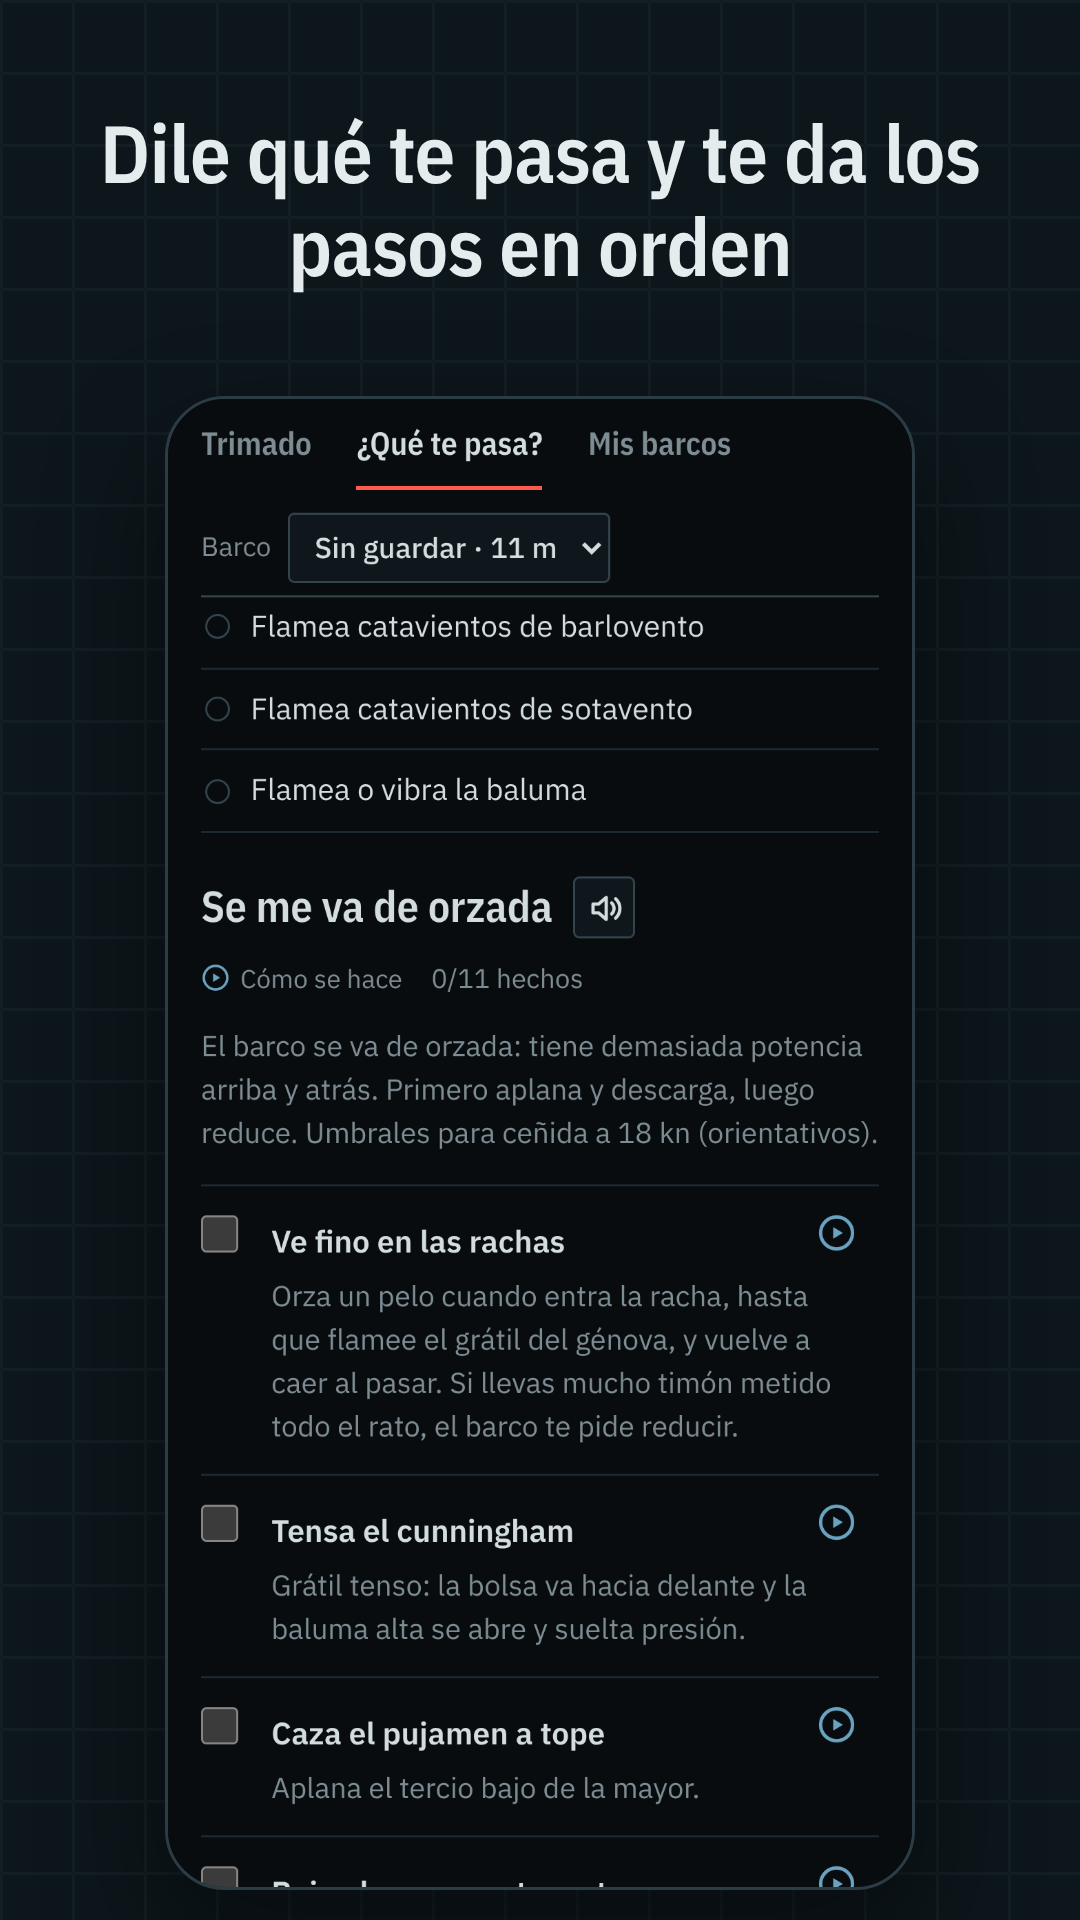 Dile qué te pasa y te da los
pasos en orden
Trimado ¿Qué te pasa? Mis barcos
Barco Sin guardar · 11 m
Flamea catavientos de barlovento
Flamea catavientos de sotavento
Flamea o vibra la baluma
Se me va de orzada
Cómo se hace 0/11 hechos
El barco se va de orzada: tiene demasiada potencia
arriba y atrás. Primero aplana y descarga, luego
reduce. Umbrales para ceñida a 18 kn (orientativos).
Ve fino en las rachas
Orza un pelo cuando entra la racha, hasta
que flamee el grátil del génova, y vuelve a
caer al pasar. Si llevas mucho timón metido
todo el rato, el barco te pide reducir.
Tensa el cunningham
Grátil tenso: la bolsa va hacia delante y la
baluma alta se abre y suelta presión.
Caza el pujamen a tope
Aplana el tercio bajo de la mayor.